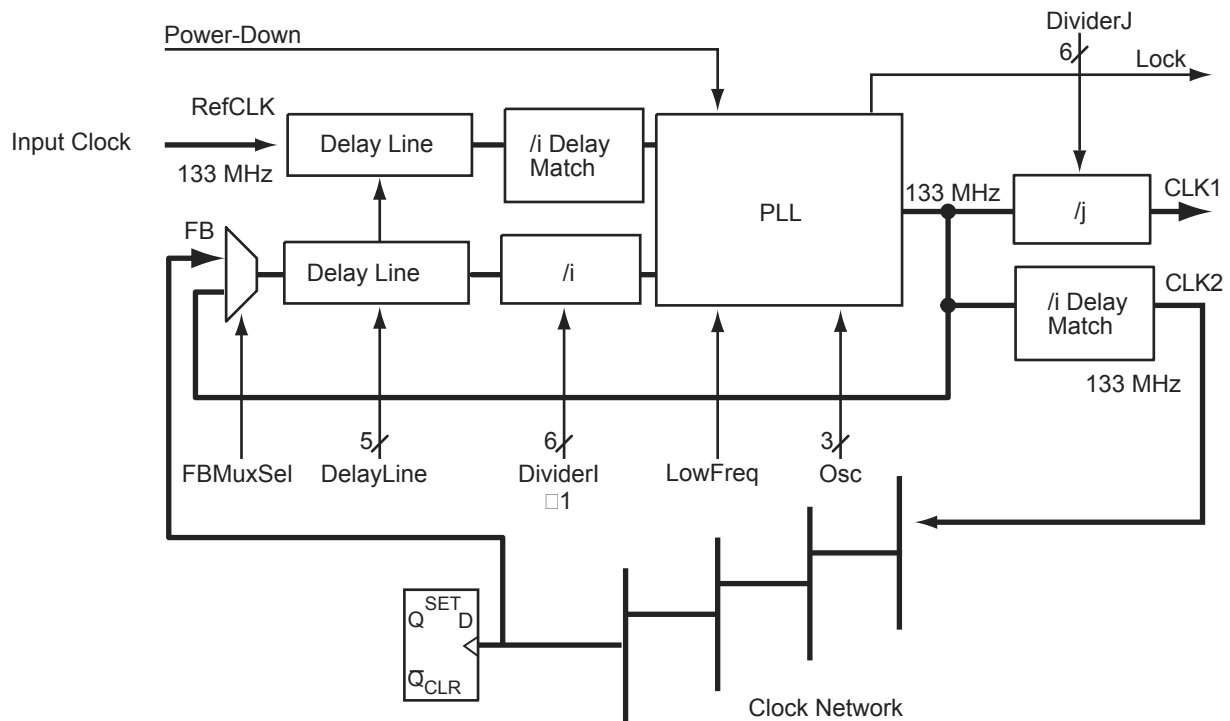 Power-Down
DividerJ
6
Lock
RefCLK
Input Clock
133 MHz
Delay Line
/i Delay
Match
PLL
133 MHz
/j
CLK1
FB
Delay Line
/i
/i Delay
Match
CLK2
133 MHz
5
6
3
FBMuxSel
DelayLine
DividerI
□1
LowFreq
Osc
SET
Q D
Q̅
CLR
Clock Network